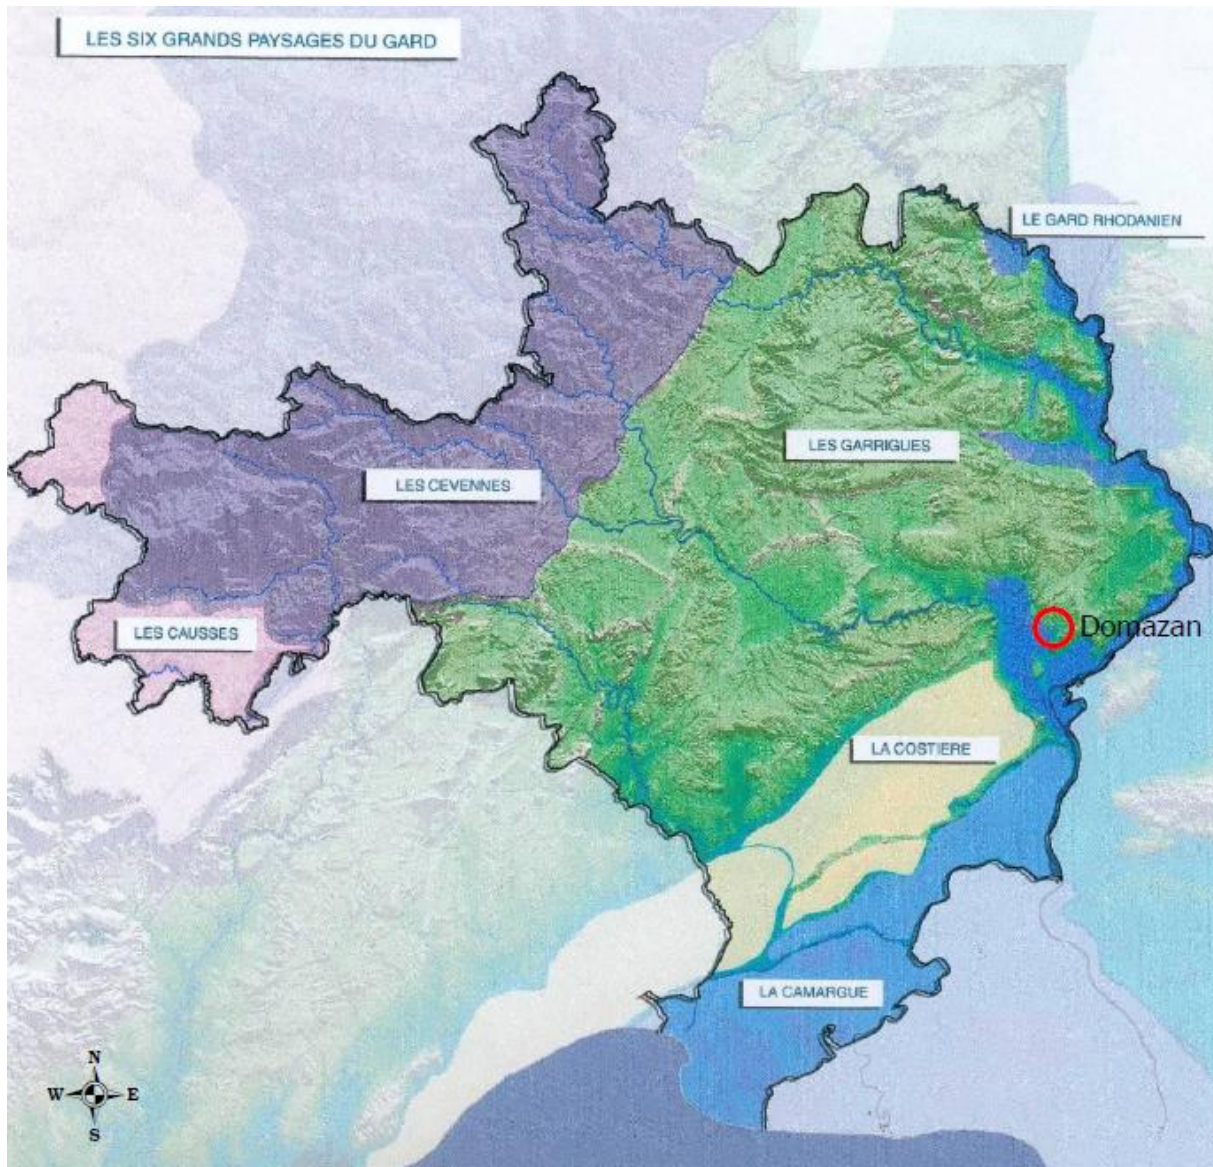 LES SIX GRANDS PAYSAGES DU GARD
LE GARD RHODANIEN
LES GARRIGUES
LES CEVENNES
Domazan
LES CAUSSES
LA COSTIERE
LA CAMARGUE
N
W E
S